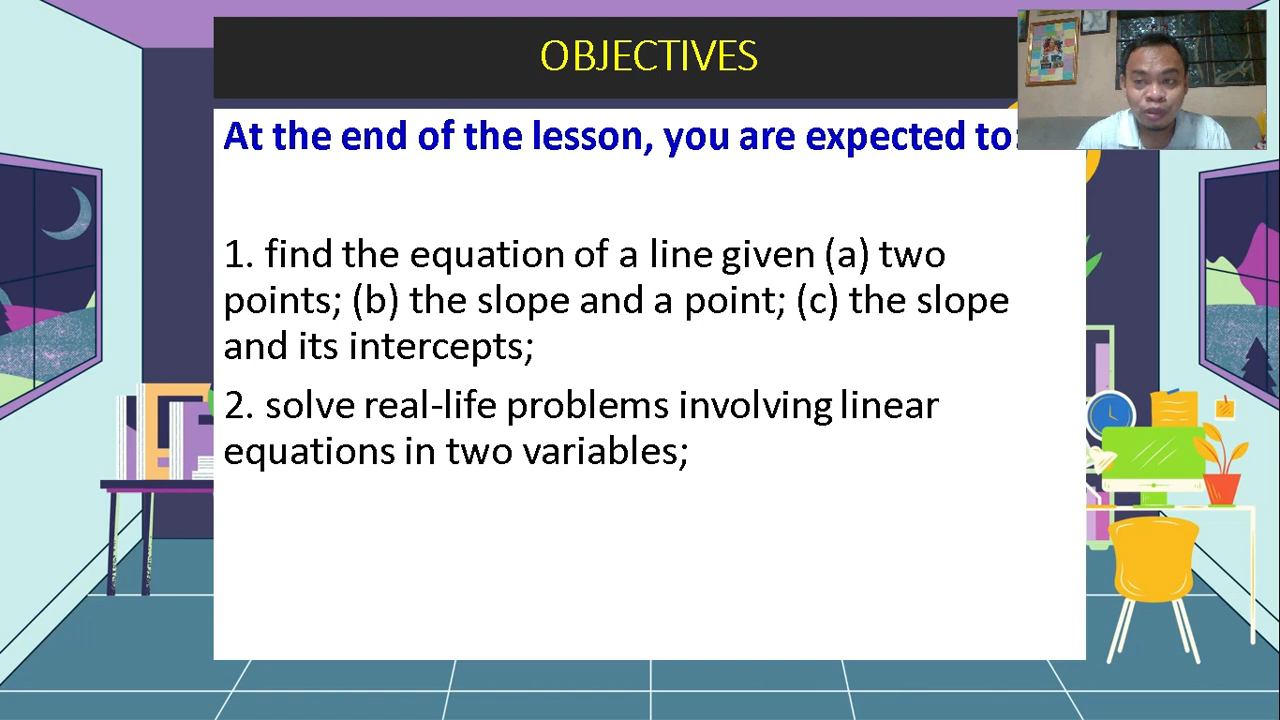 OBJECTIVES
At the end of the lesson, you are expected to:
1. find the equation of a line given (a) two
points; (b) the slope and a point; (c) the slope
and its intercepts;
2. solve real-life problems involving linear
equations in two variables;